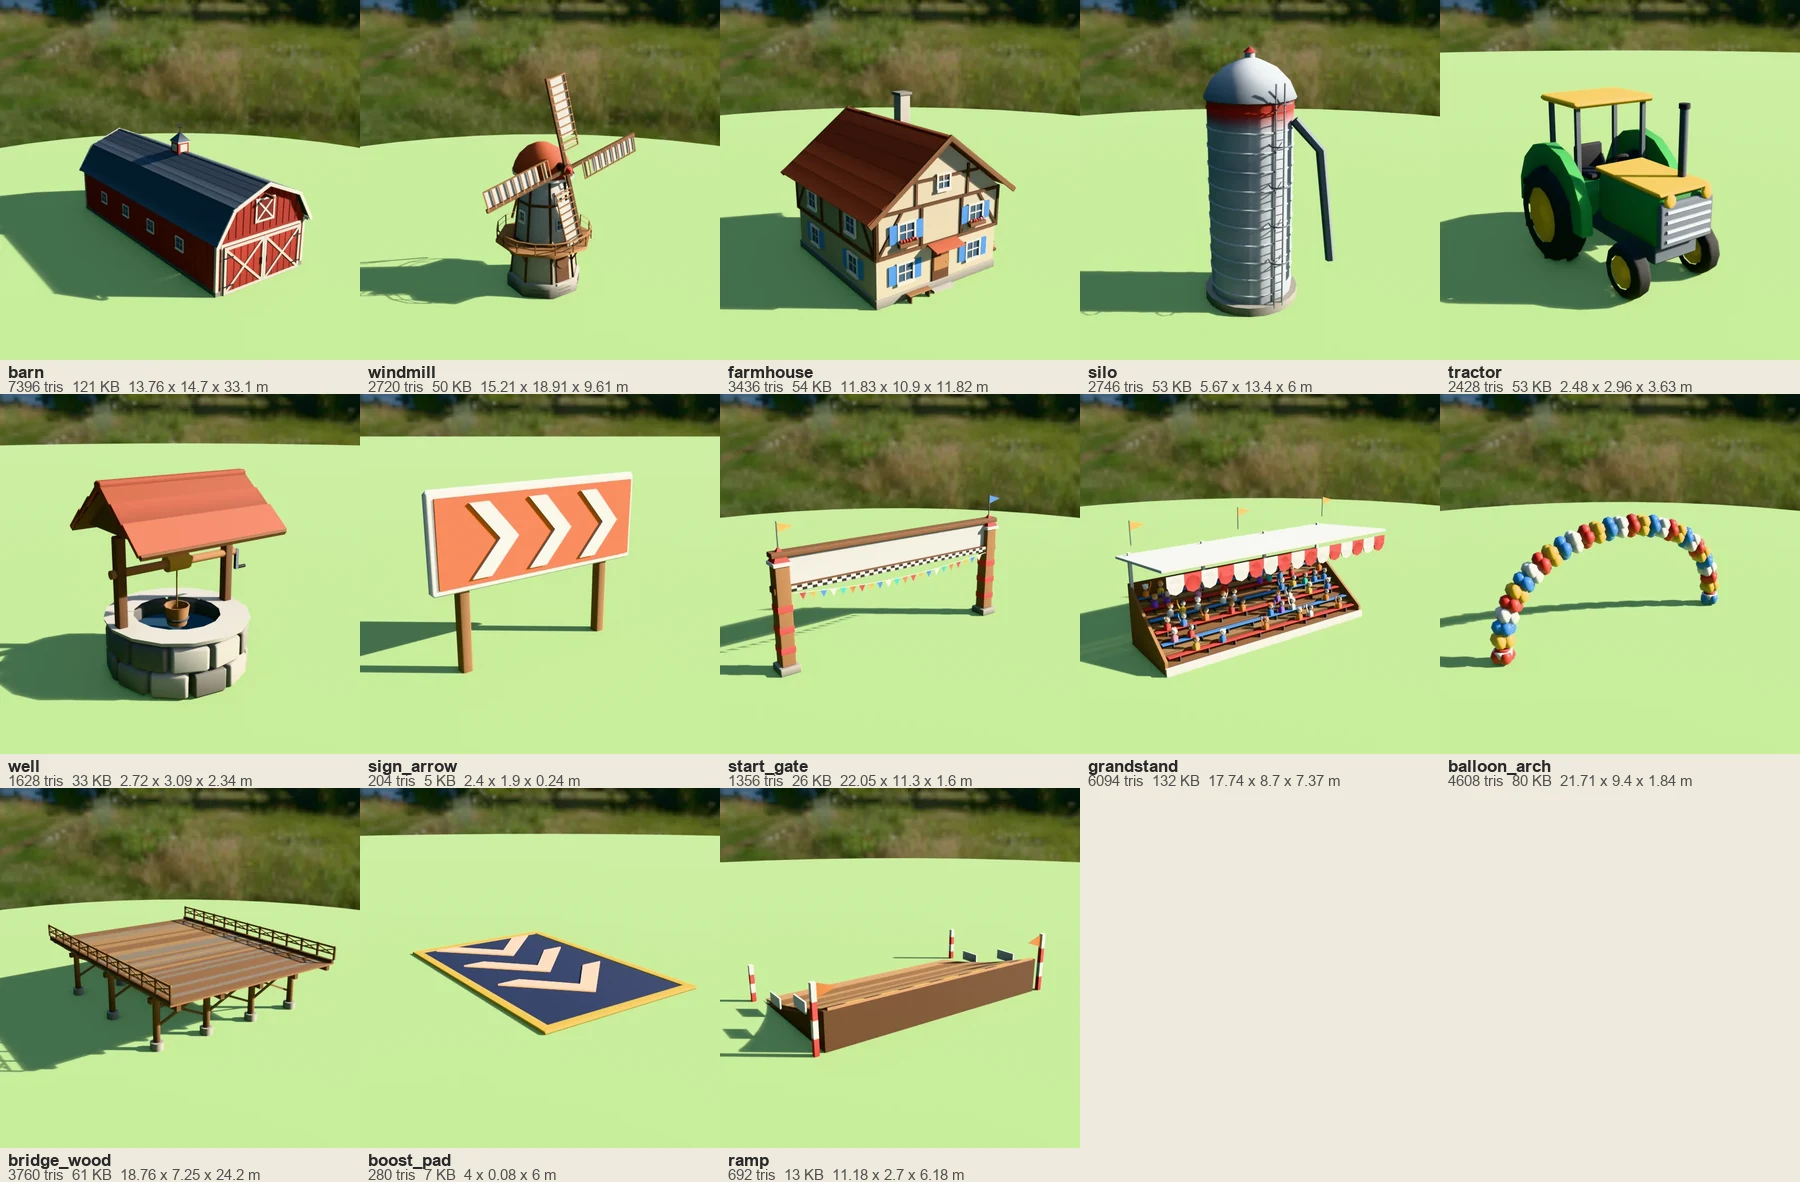 barn
7396 tris 121 KB 13.76 x 14.7 x 33.1 m
windmill
2720 tris 50 KB 15.21 x 18.91 x 9.61 m
farmhouse
3436 tris 54 KB 11.83 x 10.9 x 11.82 m
silo
2746 tris 53 KB 5.67 x 13.4 x 6 m
tractor
2428 tris 53 KB 2.48 x 2.96 x 3.63 m
well
1628 tris 33 KB 2.72 x 3.09 x 2.34 m
sign_arrow
204 tris 5 KB 2.4 x 1.9 x 0.24 m
start_gate
1356 tris 26 KB 22.05 x 11.3 x 1.6 m
grandstand
6094 tris 132 KB 17.74 x 8.7 x 7.37 m
balloon_arch
4608 tris 80 KB 21.71 x 9.4 x 1.84 m
bridge_wood
3760 tris 61 KB 18.76 x 7.25 x 24.2 m
boost_pad
280 tris 7 KB 4 x 0.08 x 6 m
ramp
692 tris 13 KB 11.18 x 2.7 x 6.18 m